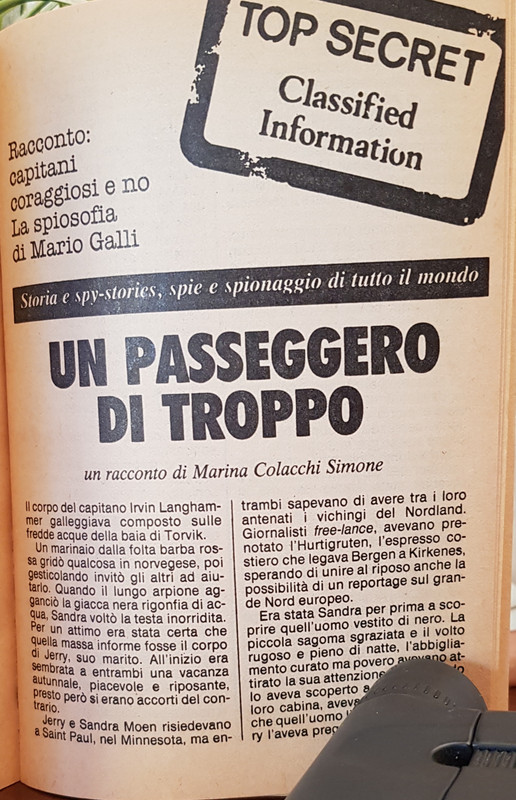 TOP SECRET
Classified
Information
Racconto:
capitani
coraggiosi e no
La spiosofia
di Mario Galli
Storia e spy-stories, spie e spionaggio di tutto il mondo
UN PASSEGGERO
DI TROPPO
un racconto di Marina Colacchi Simone
Il corpo del capitano Irvin Langham-
mer galleggiava composto sulle
fredde acque della baia di Torvik.
Un marinaio dalla folta barba ros-
sa gridò qualcosa in norvegese, poi
gesticolando invitò gli altri ad aiu-
tarlo. Quando il lungo arpione ag-
ganciò la giacca nera rigonfia di ac-
qua, Sandra voltò la testa inorridita.
Per un attimo era stata certa che
quella massa informe fosse il corpo
di Jerry, suo marito. All'inizio era
sembrata a entrambi una vacanza
autunnale, piacevole e riposante,
presto però si erano accorti del con-
trario.
Jerry e Sandra Moen risiedevano
a Saint Paul, nel Minnesota, ma en-
trambi sapevano di avere tra i loro
antenati i vichingi del Nordland.
Giornalisti free-lance, avevano pre-
notato l'Hurtigruten, l'espresso co-
stiero che legava Bergen a Kirkenes,
sperando di unire al riposo anche la
possibilità di un reportage sul gran-
de Nord europeo.
Era stata Sandra per prima a sco-
prire quell'uomo vestito di nero. La
piccola sagoma sgraziata e il volto
rugoso e pieno di natte, l'abbiglia-
mento curato ma povero avevano at-
tirato la sua attenzione
lo aveva scoperto a
loro cabina, aveva
che quell'uomo
ry l'aveva